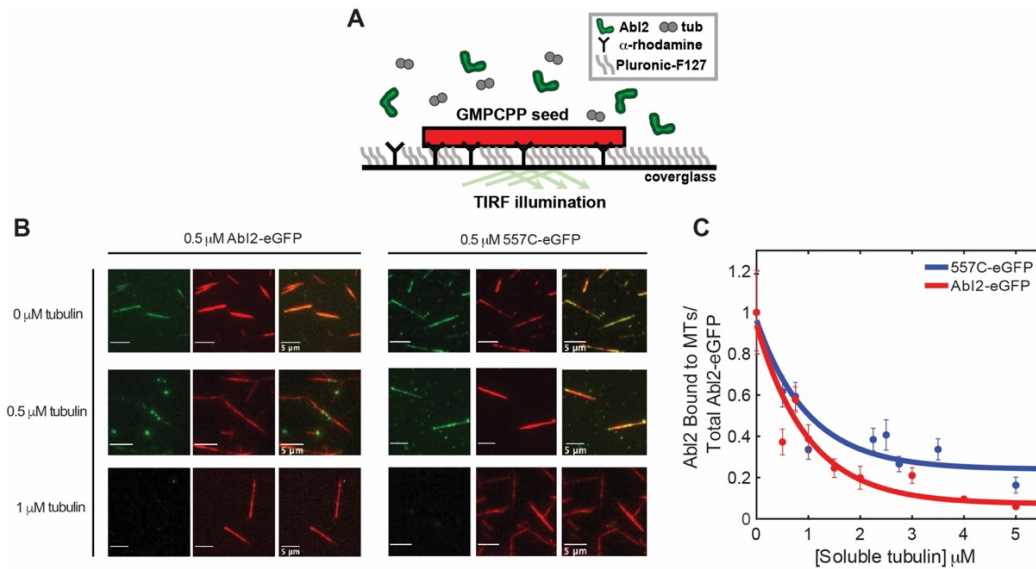 A
Abl2 tub
α-rhodamine
Pluronic-F127
GMPCPP seed
coverglass
TIRF illumination
B
0.5 μM Abl2-eGFP
0.5 μM 557C-eGFP
0 μM tubulin
5 μm
5 μm
0.5 μM tubulin
5 μm
5 μm
1 μM tubulin
5 μm
5 μm
C
557C-eGFP
Abl2-eGFP
Abl2 Bound to MTs/
Total Abl2-eGFP
1.2
1
0.8
0.6
0.4
0.2
0
0 1 2 3 4 5
[Soluble tubulin] μM